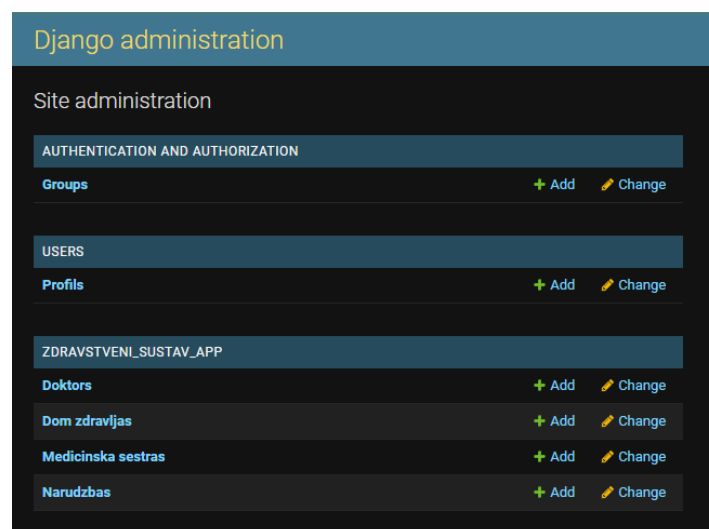 Django administration
Site administration
AUTHENTICATION AND AUTHORIZATION
Groups Add Change
USERS
Profils Add Change
ZDRAVSTVENI_SUSTAV_APP
Doktors Add Change
Dom zdravljas Add Change
Medicinska sestras Add Change
Narudzbas Add Change